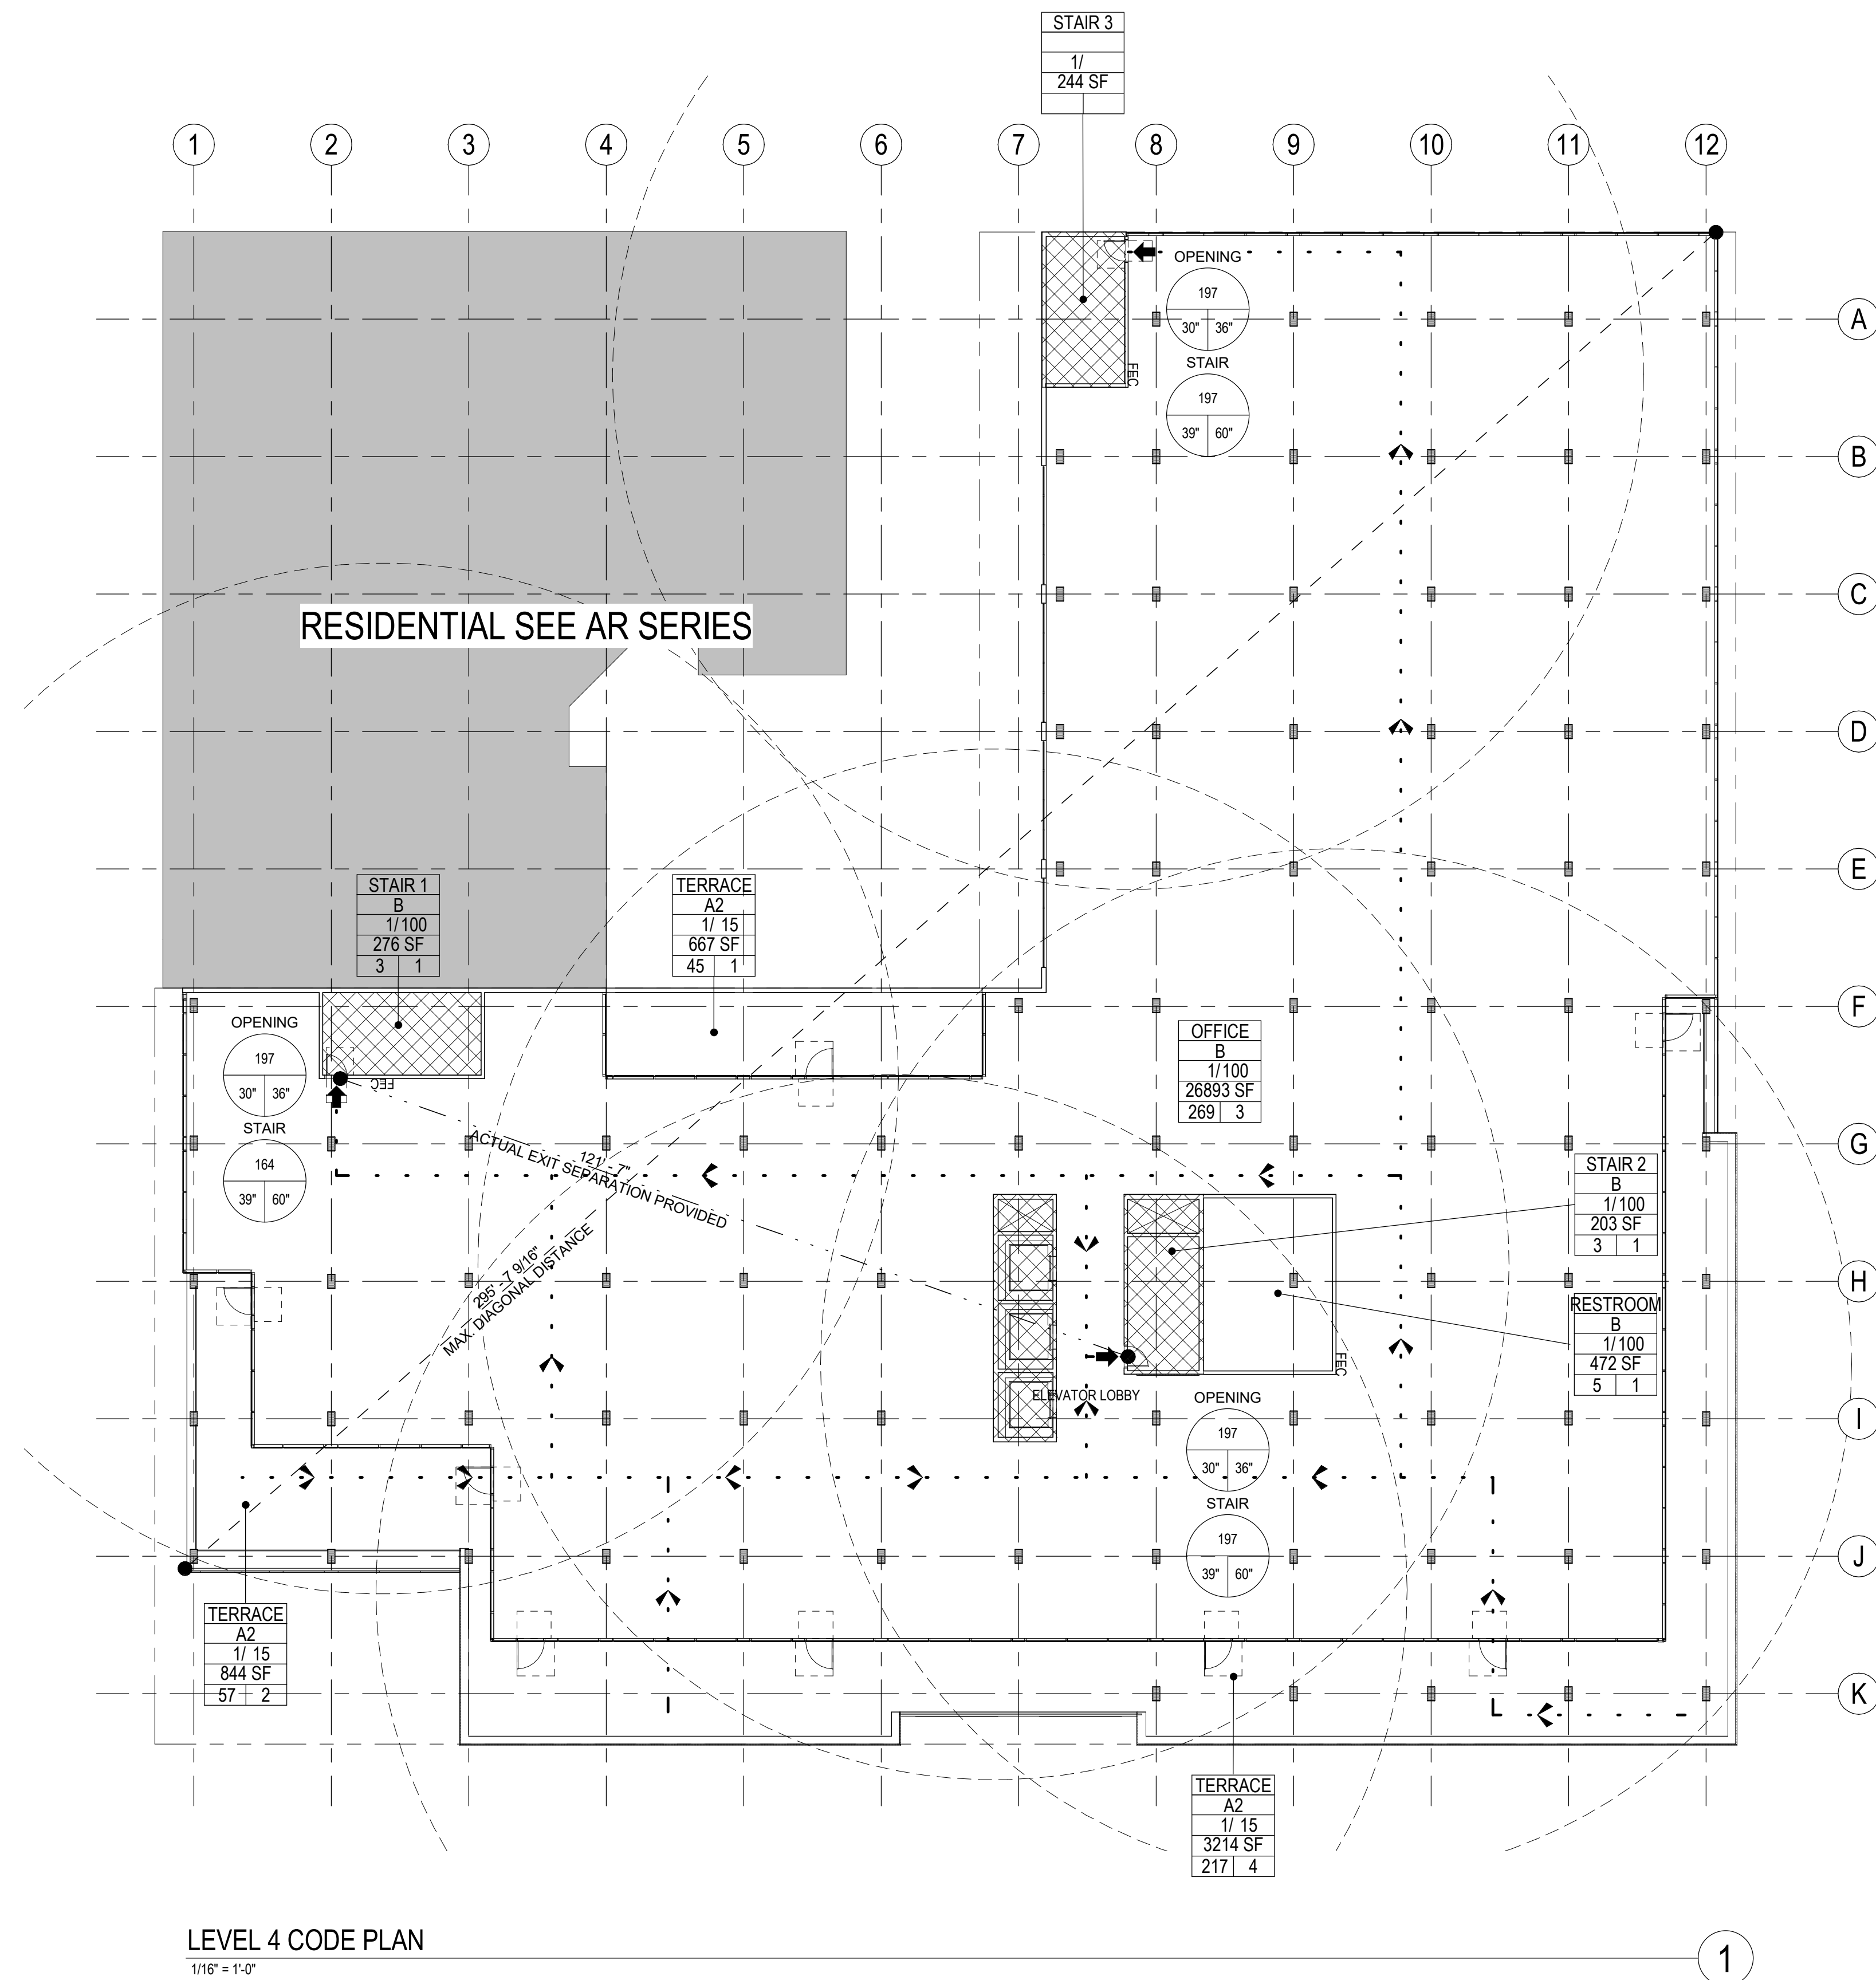 STAIR 3
1/
244 SF
1 2 3 4 5 6 7 8 9 10 11 12
OPENING
197
30" 36"
STAIR
197
39" 60"
FEC
A
B
C
RESIDENTIAL SEE AR SERIES
D
E
STAIR 1
B
1/100
276 SF
3 1
TERRACE
A2
1/ 15
667 SF
45 1
F
OPENING
197
30" 36"
STAIR
164
39" 60"
FEC
OFFICE
B
1/100
26893 SF
269 3
G
121' - 7"
ACTUAL EXIT SEPARATION PROVIDED
STAIR 2
B
1/100
203 SF
3 1
295' - 7 9/16"
MAX. DIAGONAL DISTANCE
H
RESTROOM
B
1/100
472 SF
5 1
FEC
ELEVATOR LOBBY
OPENING
197
30" 36"
STAIR
197
39" 60"
I
J
TERRACE
A2
1/ 15
844 SF
57 2
K
TERRACE
A2
1/ 15
3214 SF
217 4
LEVEL 4 CODE PLAN
1/16" = 1'-0"
1